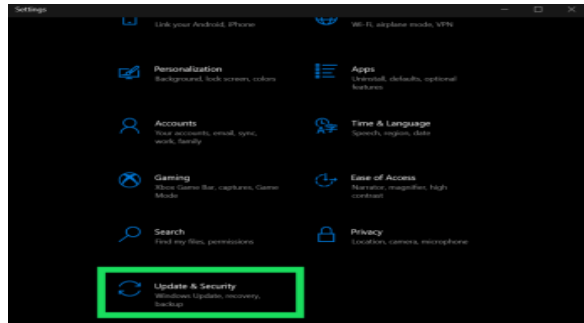 Settings
Link your Android, iPhone
Wi-Fi, airplane mode, VPN
Personalization
Background, lock screen, colors
Apps
Uninstall, defaults, optional
features
Accounts
Your accounts, email, sync,
work, family
Time & Language
Speech, region, date
Gaming
Xbox Game Bar, captures, Game
Mode
Ease of Access
Narrator, magnifier, high
contrast
Search
Find my files, permissions
Privacy
Location, camera, microphone
Update & Security
Windows Update, recovery,
backup